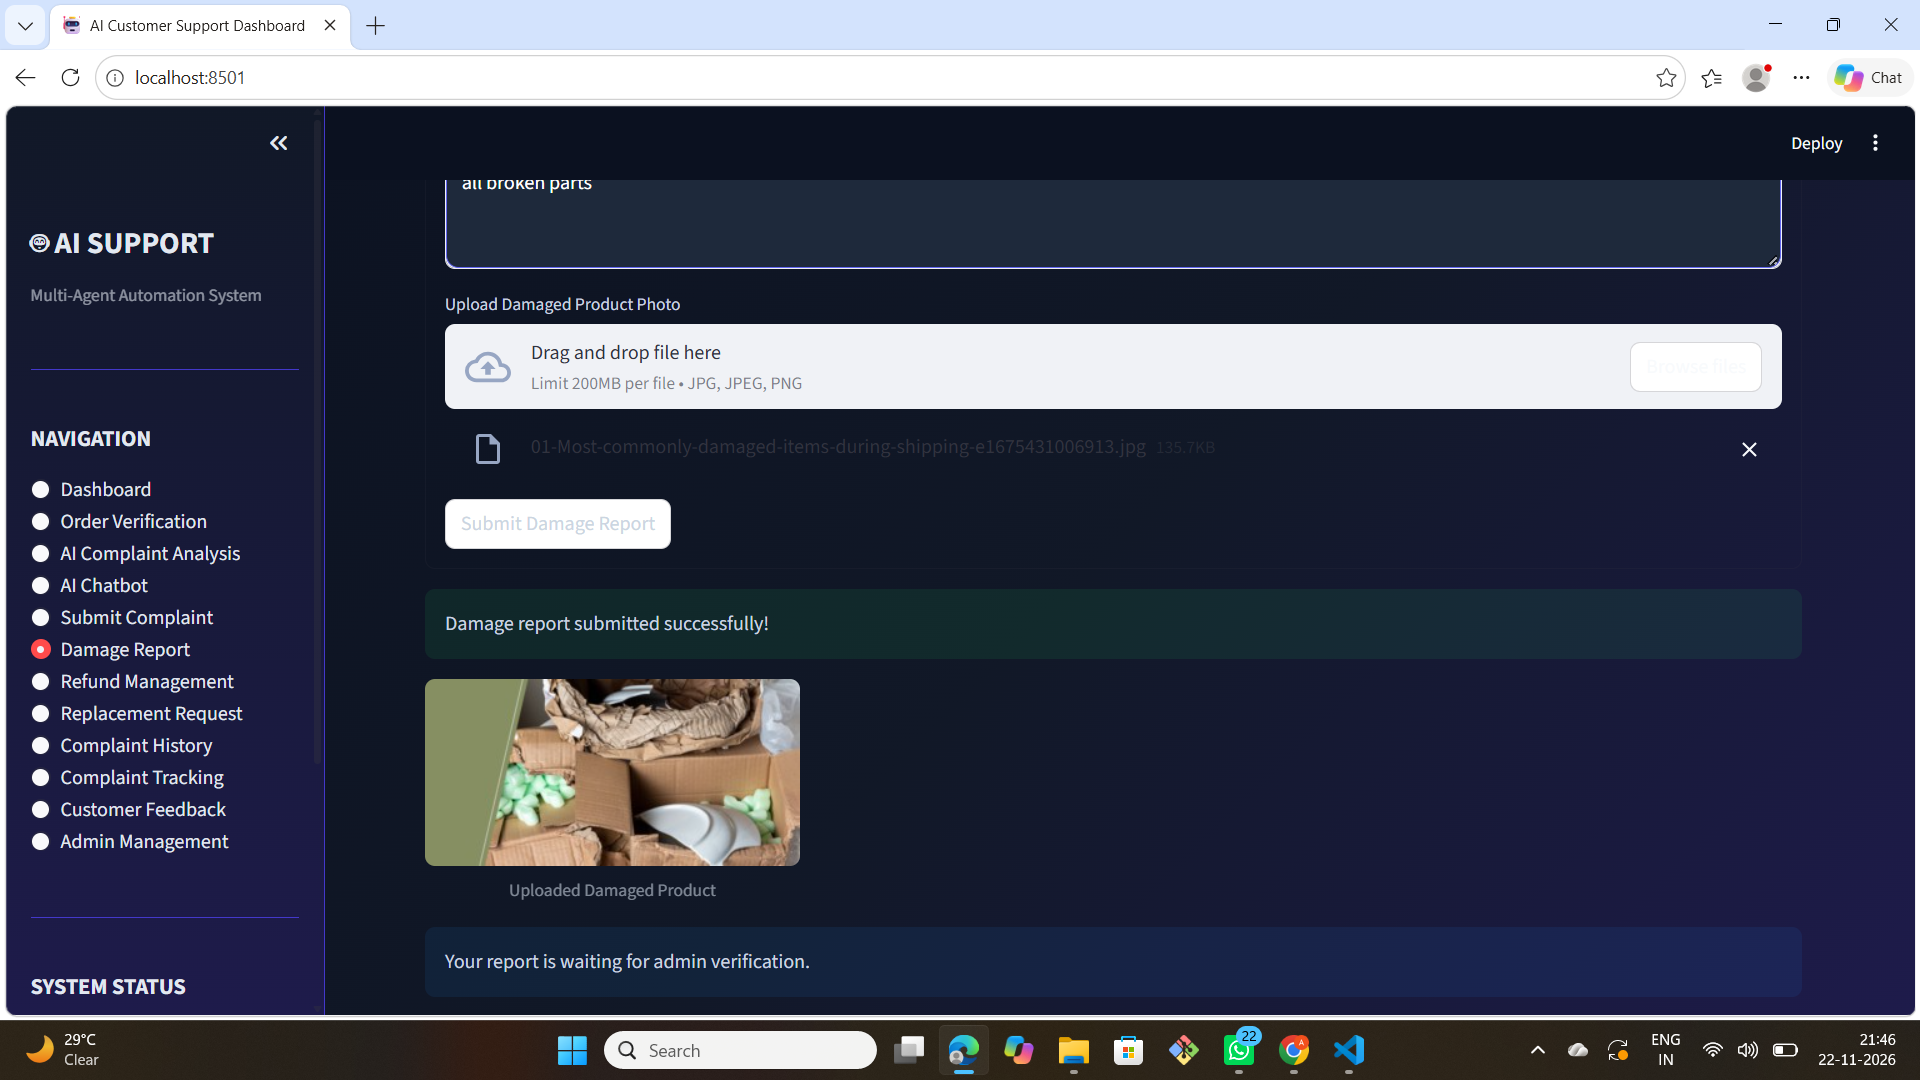 AI Customer Support Dashboard
localhost:8501
Chat
Deploy
AI SUPPORT
Multi-Agent Automation System
NAVIGATION
Dashboard
Order Verification
AI Complaint Analysis
AI Chatbot
Submit Complaint
Damage Report
Refund Management
Replacement Request
Complaint History
Complaint Tracking
Customer Feedback
Admin Management
SYSTEM STATUS
all broken parts
Upload Damaged Product Photo
Drag and drop file here
Limit 200MB per file • JPG, JPEG, PNG
Browse files
01-Most-commonly-damaged-items-during-shipping-e1675431006913.jpg 135.7KB
Submit Damage Report
Damage report submitted successfully!
Uploaded Damaged Product
Your report is waiting for admin verification.
29°C
Clear
Search
22
A
ENG
IN
21:46
22-11-2026